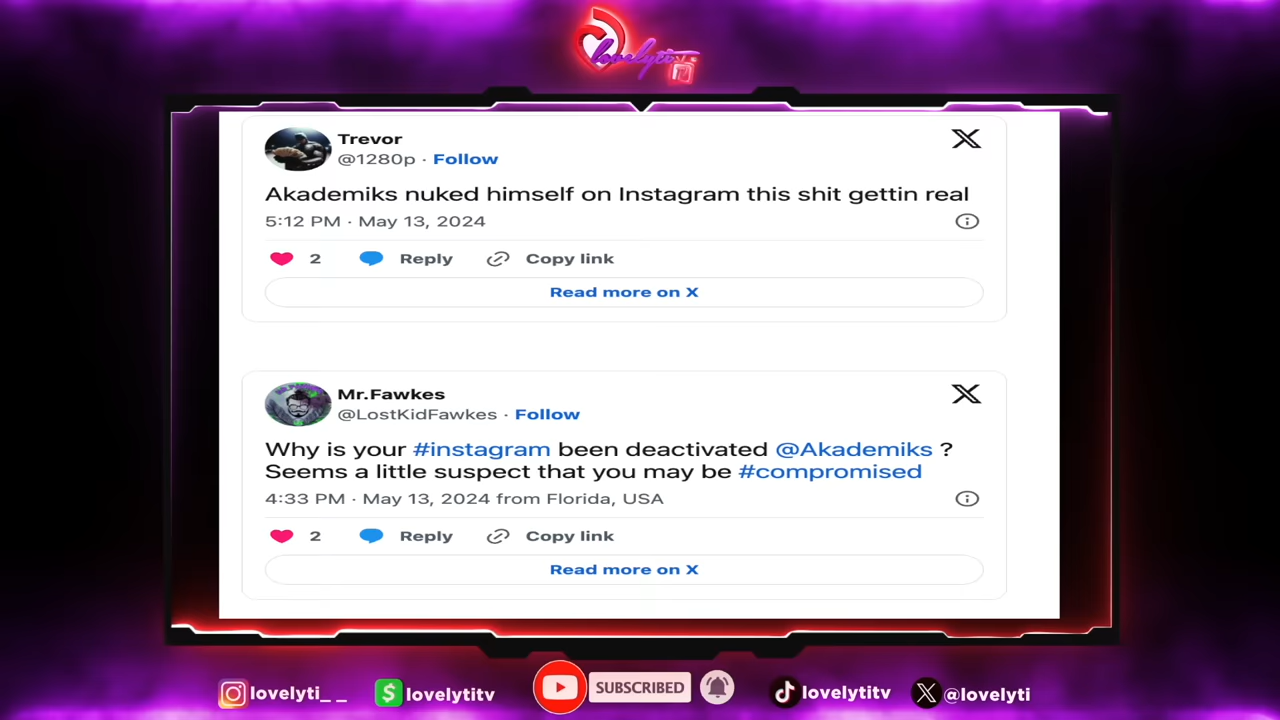 lovelyti
Trevor
@1280p · Follow
Akademiks nuked himself on Instagram this shit gettin real
5:12 PM · May 13, 2024
2 Reply Copy link
Read more on X
Mr.Fawkes
@LostKidFawkes · Follow
Why is your #instagram been deactivated @Akademiks ?
Seems a little suspect that you may be #compromised
4:33 PM · May 13, 2024 from Florida, USA
2 Reply Copy link
Read more on X
lovelyti_ _ lovelytitv SUBSCRIBED lovelytitv @lovelyti